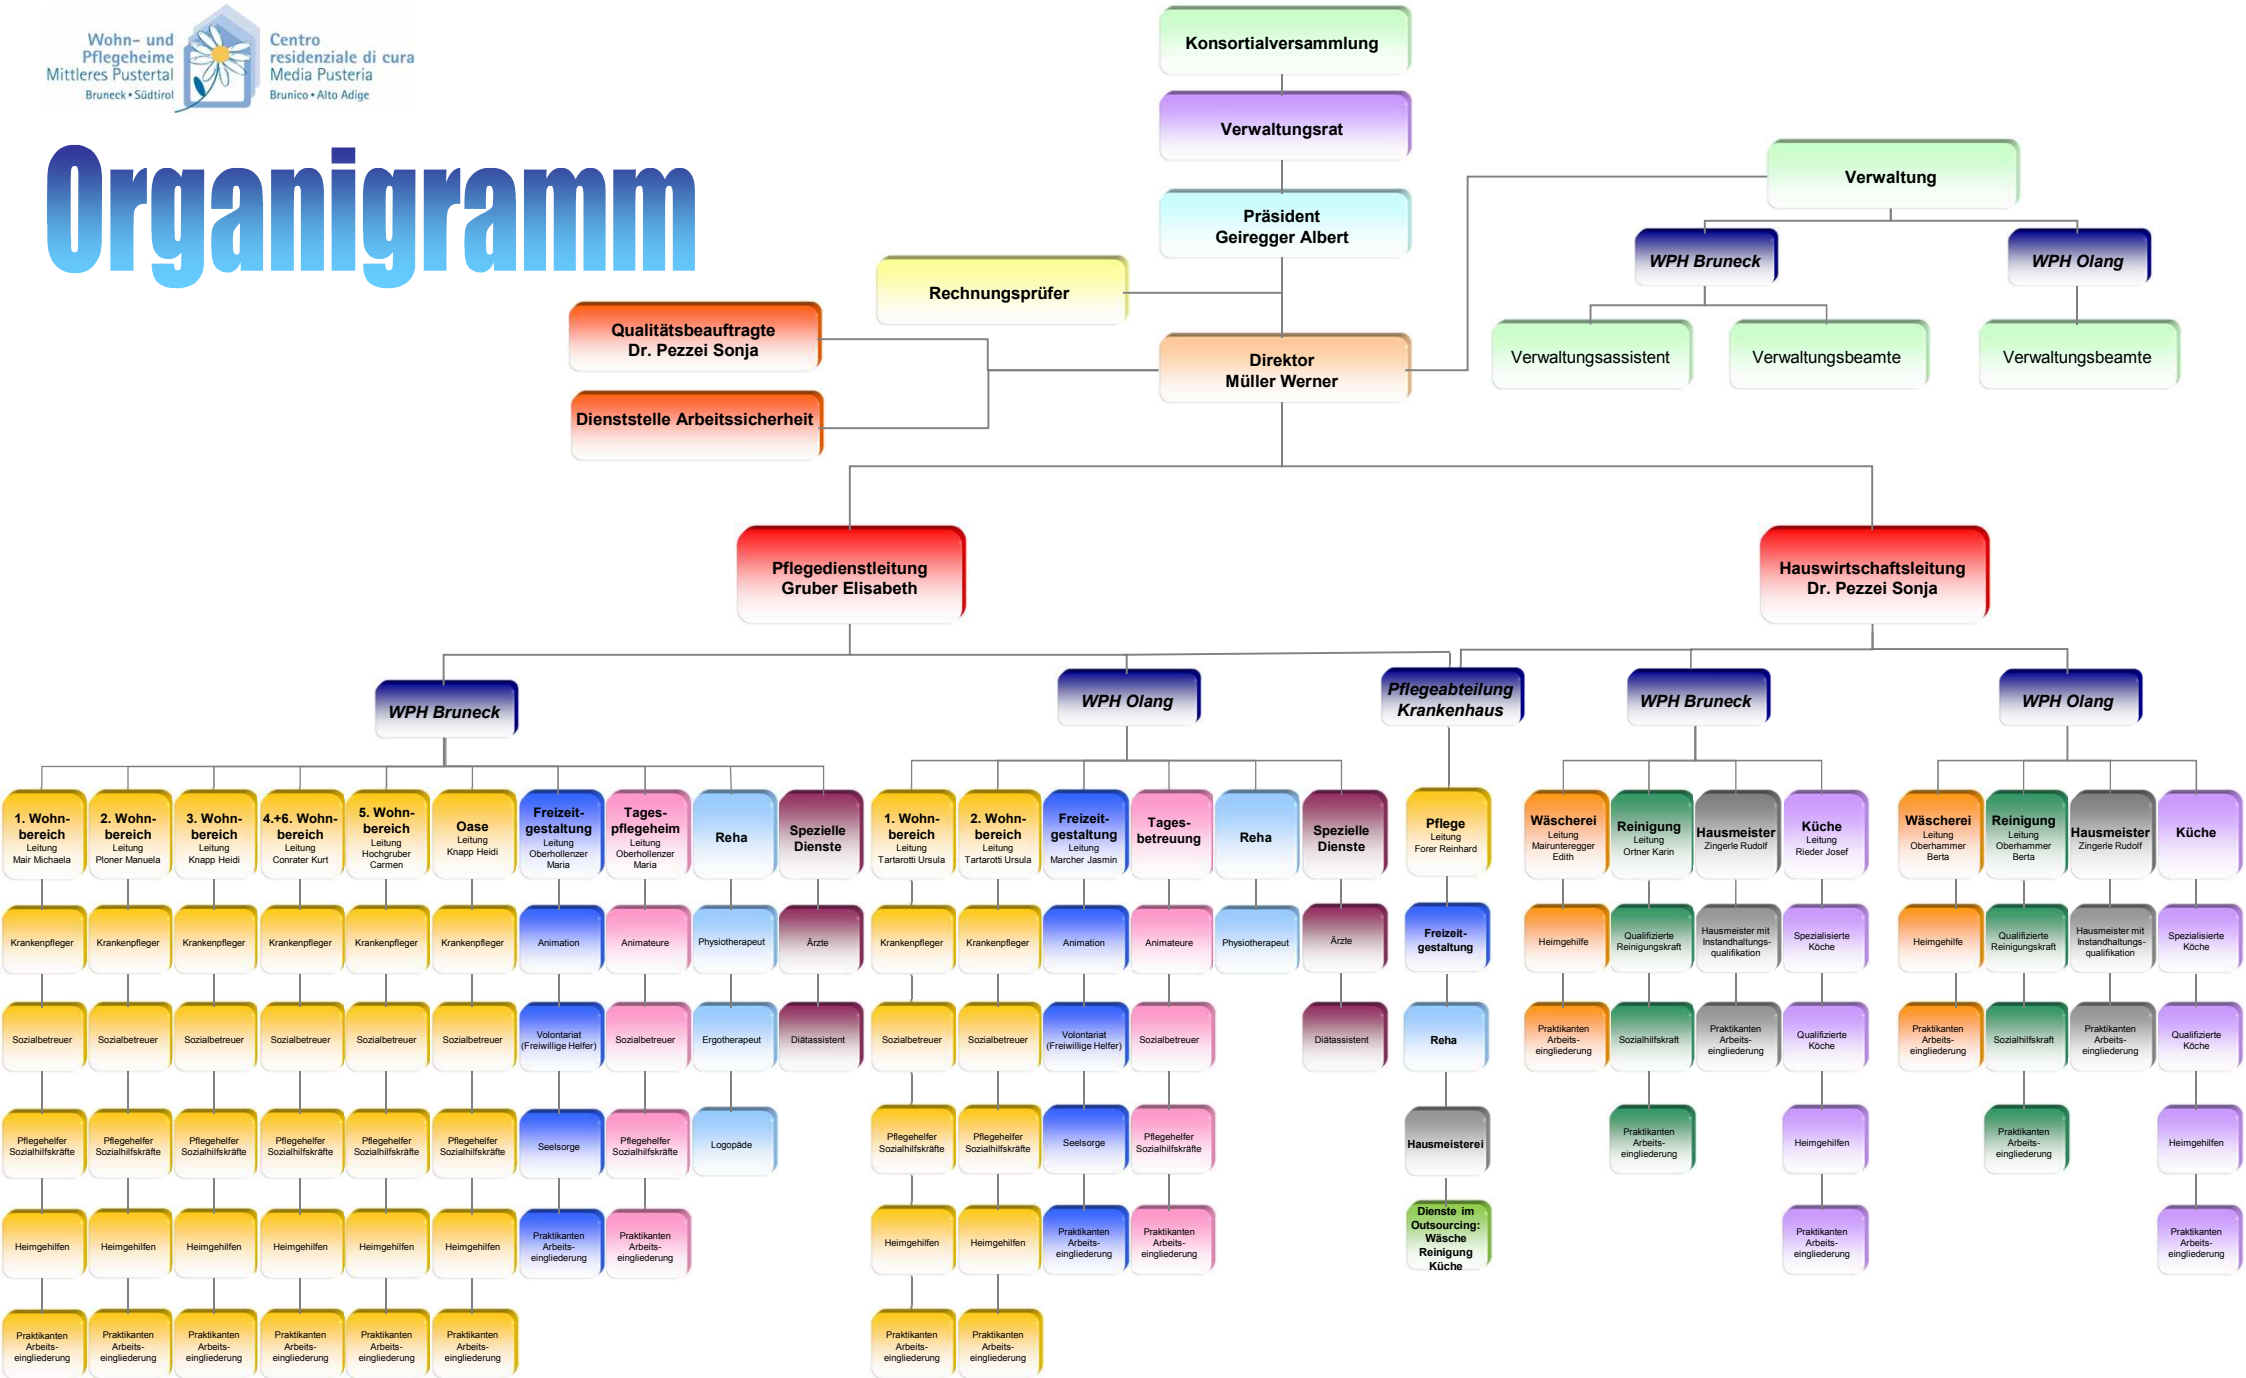 Wohn- und
Pflegeheime
Mittleres Pustertal
Bruneck • Südtirol
Centro
residenziale di cura
Media Pusteria
Brunico • Alto Adige
Organigramm
Konsortialversammlung
Verwaltungsrat
Präsident
Geiregger Albert
Rechnungsprüfer
Qualitätsbeauftragte
Dr. Pezzei Sonja
Dienststelle Arbeitssicherheit
Direktor
Müller Werner
Verwaltung
WPH Bruneck
WPH Olang
Verwaltungsassistent
Verwaltungsbeamte
Verwaltungsbeamte
Pflegedienstleitung
Gruber Elisabeth
Hauswirtschaftsleitung
Dr. Pezzei Sonja
WPH Bruneck
WPH Olang
Pflegeabteilung
Krankenhaus
WPH Bruneck
WPH Olang
1. Wohn-
bereich
Leitung
Mair Michaela
Krankenpfleger
Sozialbetreuer
Pflegehelfer
Sozialhilfskräfte
Heimgehilfen
Praktikanten
Arbeits-
eingliederung
2. Wohn-
bereich
Leitung
Ploner Manuela
Krankenpfleger
Sozialbetreuer
Pflegehelfer
Sozialhilfskräfte
Heimgehilfen
Praktikanten
Arbeits-
eingliederung
3. Wohn-
bereich
Leitung
Knapp Heidi
Krankenpfleger
Sozialbetreuer
Pflegehelfer
Sozialhilfskräfte
Heimgehilfen
Praktikanten
Arbeits-
eingliederung
4.+6. Wohn-
bereich
Leitung
Conrater Kurt
Krankenpfleger
Sozialbetreuer
Pflegehelfer
Sozialhilfskräfte
Heimgehilfen
Praktikanten
Arbeits-
eingliederung
5. Wohn-
bereich
Leitung
Hochgruber
Carmen
Krankenpfleger
Sozialbetreuer
Pflegehelfer
Sozialhilfskräfte
Heimgehilfen
Praktikanten
Arbeits-
eingliederung
Oase
Leitung
Knapp Heidi
Krankenpfleger
Sozialbetreuer
Pflegehelfer
Sozialhilfskräfte
Heimgehilfen
Praktikanten
Arbeits-
eingliederung
Freizeit-
gestaltung
Leitung
Oberhollenzer
Maria
Animation
Volontariat
(Freiwillige Helfer)
Seelsorge
Praktikanten
Arbeits-
eingliederung
Tages-
pflegeheim
Leitung
Oberhollenzer
Maria
Animateure
Sozialbetreuer
Pflegehelfer
Sozialhilfskräfte
Praktikanten
Arbeits-
eingliederung
Reha
Physiotherapeut
Ergotherapeut
Logopäde
Spezielle
Dienste
Ärzte
Diätassistent
1. Wohn-
bereich
Leitung
Tartarotti Ursula
Krankenpfleger
Sozialbetreuer
Pflegehelfer
Sozialhilfskräfte
Heimgehilfen
Praktikanten
Arbeits-
eingliederung
2. Wohn-
bereich
Leitung
Tartarotti Ursula
Krankenpfleger
Sozialbetreuer
Pflegehelfer
Sozialhilfskräfte
Heimgehilfen
Praktikanten
Arbeits-
eingliederung
Freizeit-
gestaltung
Leitung
Marcher Jasmin
Animation
Volontariat
(Freiwillige Helfer)
Seelsorge
Praktikanten
Arbeits-
eingliederung
Tages-
betreuung
Animateure
Sozialbetreuer
Pflegehelfer
Sozialhilfskräfte
Praktikanten
Arbeits-
eingliederung
Reha
Physiotherapeut
Spezielle
Dienste
Ärzte
Diätassistent
Pflege
Leitung
Forer Reinhard
Freizeit-
gestaltung
Reha
Hausmeisterei
Dienste im
Outsourcing:
Wäsche
Reinigung
Küche
Wäscherei
Leitung
Mairunteregger
Edith
Heimgehilfe
Praktikanten
Arbeits-
eingliederung
Reinigung
Leitung
Ortner Karin
Qualifizierte
Reinigungskraft
Sozialhilfskraft
Praktikanten
Arbeits-
eingliederung
Hausmeister
Zingerle Rudolf
Hausmeister mit
Instandhaltungs-
qualifikation
Praktikanten
Arbeits-
eingliederung
Küche
Leitung
Rieder Josef
Spezialisierte
Köche
Qualifizierte
Köche
Heimgehilfen
Praktikanten
Arbeits-
eingliederung
Wäscherei
Leitung
Oberhammer
Berta
Heimgehilfe
Praktikanten
Arbeits-
eingliederung
Reinigung
Leitung
Oberhammer
Berta
Qualifizierte
Reinigungskraft
Sozialhilfskraft
Praktikanten
Arbeits-
eingliederung
Hausmeister
Zingerle Rudolf
Hausmeister mit
Instandhaltungs-
qualifikation
Praktikanten
Arbeits-
eingliederung
Küche
Spezialisierte
Köche
Qualifizierte
Köche
Heimgehilfen
Praktikanten
Arbeits-
eingliederung